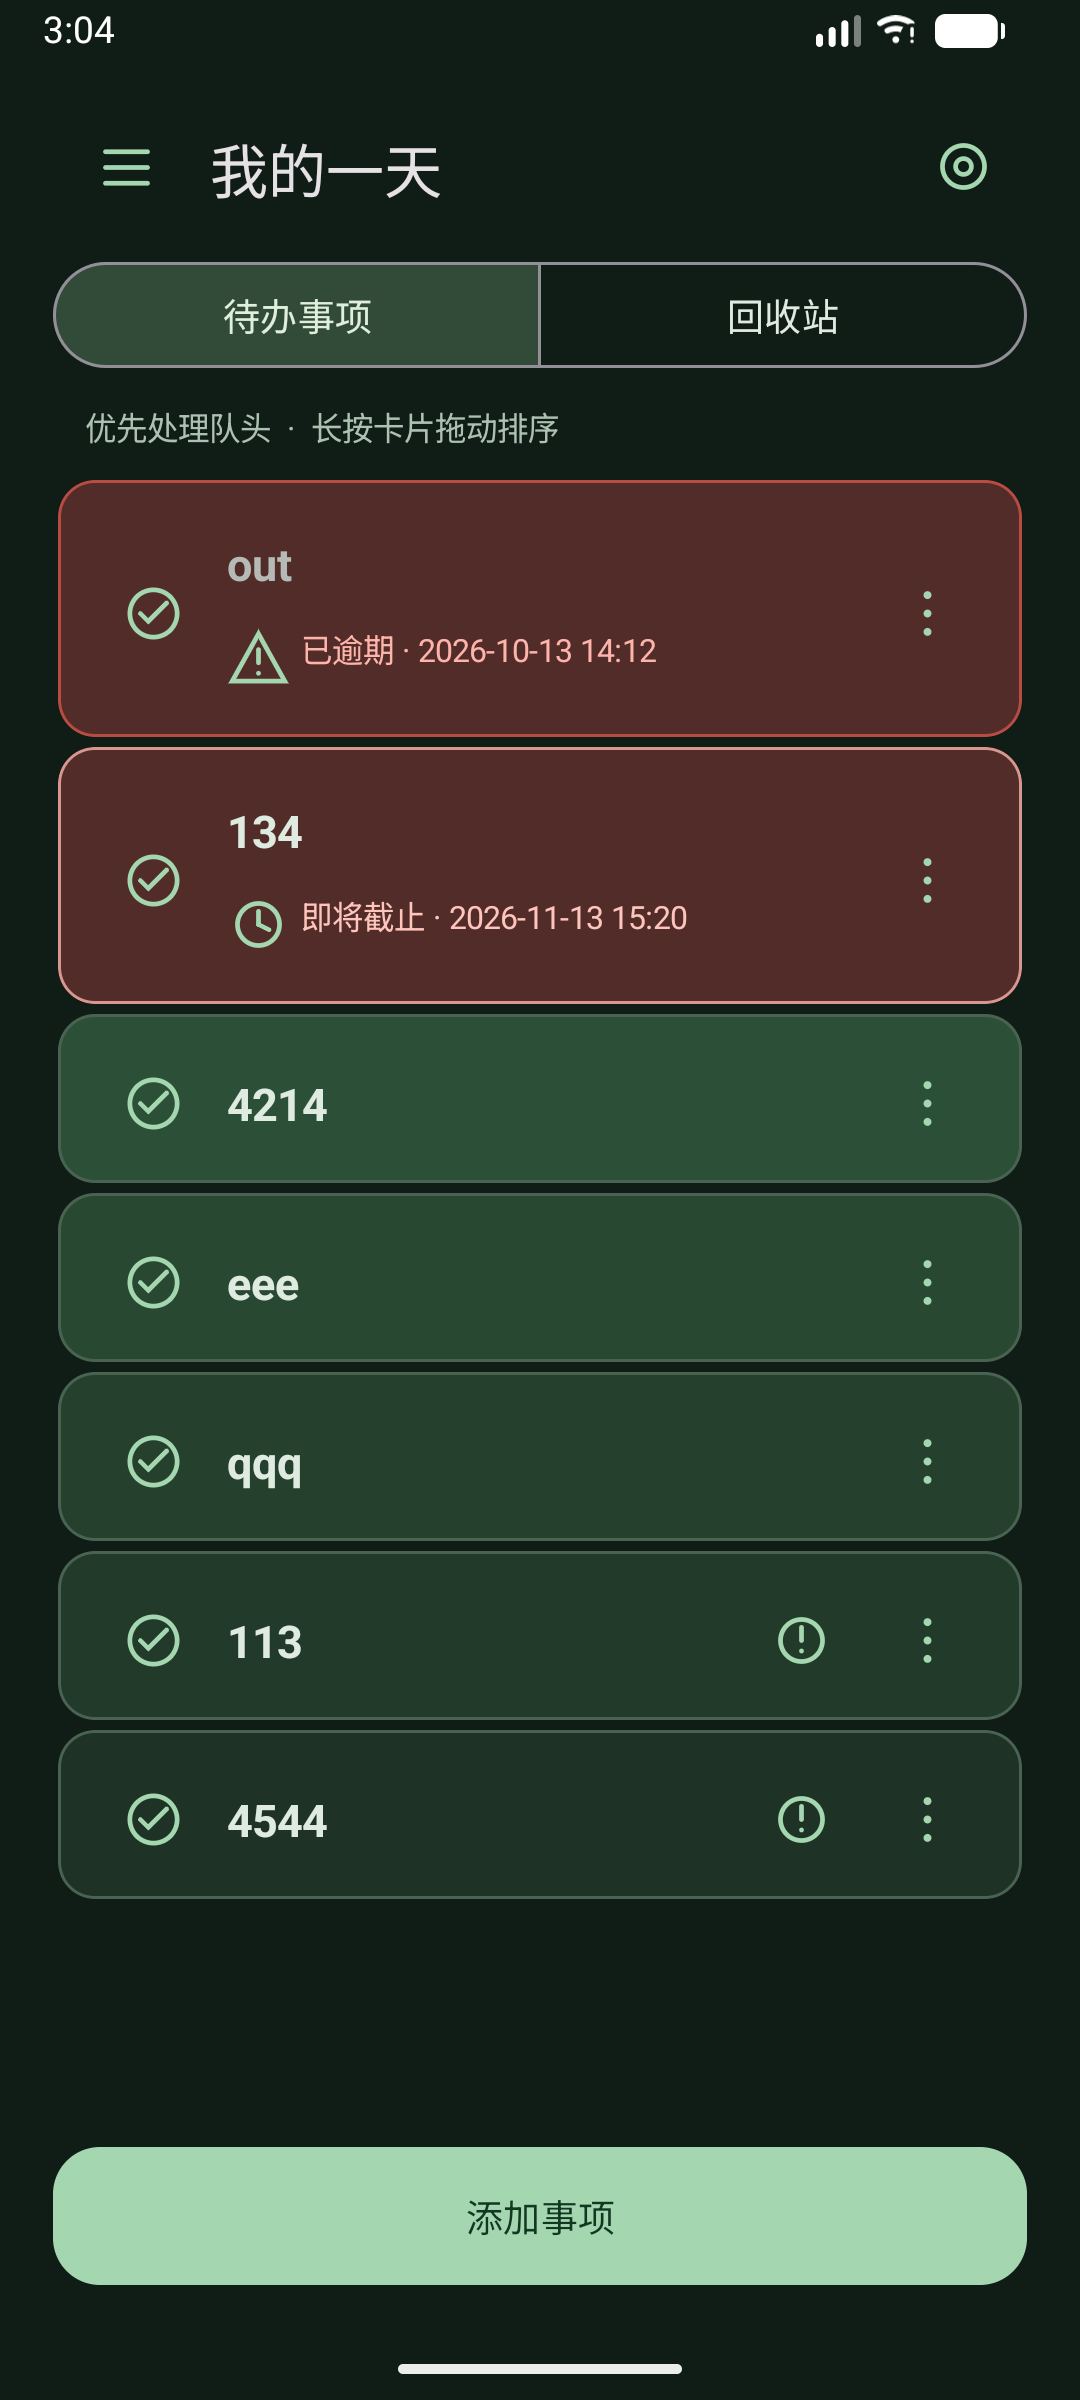 3:04
我的一天
待办事项
回收站
优先处理队头 · 长按卡片拖动排序
out
已逾期 · 2026-10-13 14:12
134
即将截止 · 2026-11-13 15:20
4214
eee
qqq
113
4544
添加事项